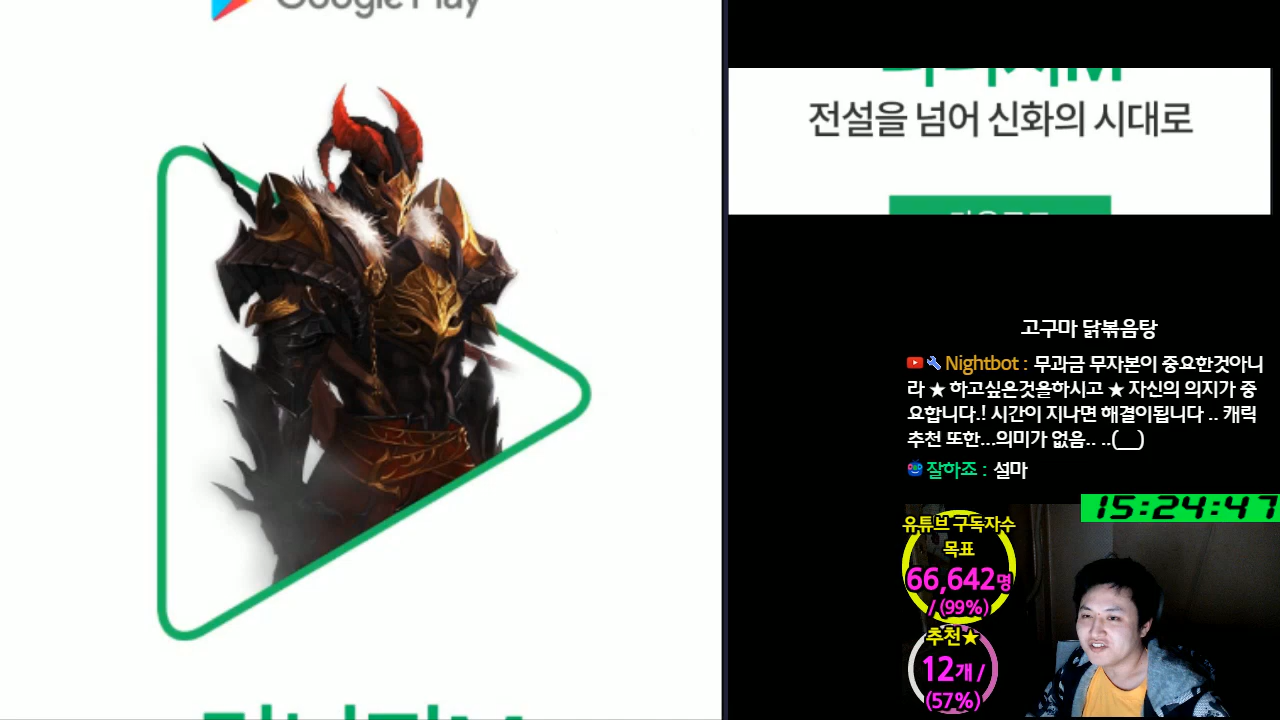 Google Play
전설을 넘어 신화의 시대로
고구마 닭볶음탕
Nightbot : 무과금 무자본이 중요한것아니
라 ★ 하고싶은것을하시고 ★ 자신의 의지가 중
요합니다.! 시간이 지나면 해결이됩니다 .. 캐릭
추천 또한...의미가 없음.. ..(__)
잘하죠 : 설마
15:24:47
유튜브 구독자수
목표
66,642명
/ (99%)
추천★
12개 /
(57%)